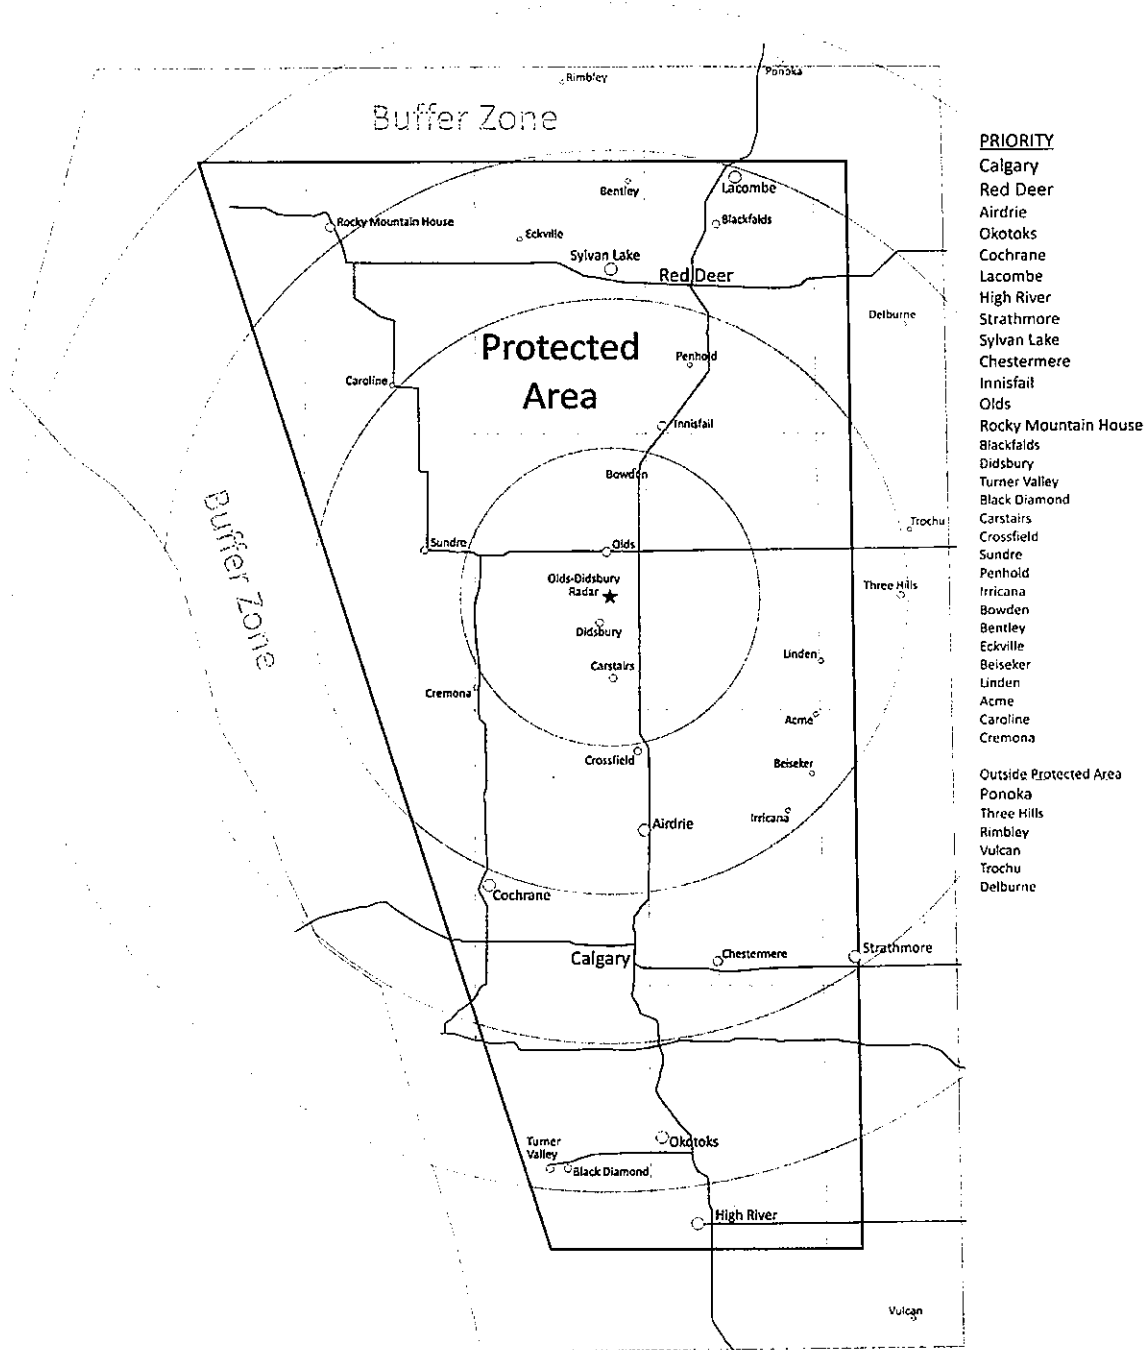 Rimbley
Ponoka
Buffer Zone
Bentley
Lacombe
Rocky Mountain House
Blackfalds
Eckville
Sylvan Lake
Red Deer
Delburne
Protected
Area
Penhold
Caroline
Innisfail
Bowden
Buffer Zone
Trochu
Sundre
Olds
Olds-Didsbury
Radar
Three Hills
Didsbury
Linden
Carstairs
Cremona
Acme
Crossfield
Beiseker
Irricana
Airdrie
Cochrane
Calgary
Chestermere
Strathmore
Turner
Valley
Okotoks
Black Diamond
High River
Vulcan
PRIORITY
Calgary
Red Deer
Airdrie
Okotoks
Cochrane
Lacombe
High River
Strathmore
Sylvan Lake
Chestermere
Innisfail
Olds
Rocky Mountain House
Blackfalds
Didsbury
Turner Valley
Black Diamond
Carstairs
Crossfield
Sundre
Penhold
Irricana
Bowden
Bentley
Eckville
Beiseker
Linden
Acme
Caroline
Cremona
Outside Protected Area
Ponoka
Three Hills
Rimbley
Vulcan
Trochu
Delburne